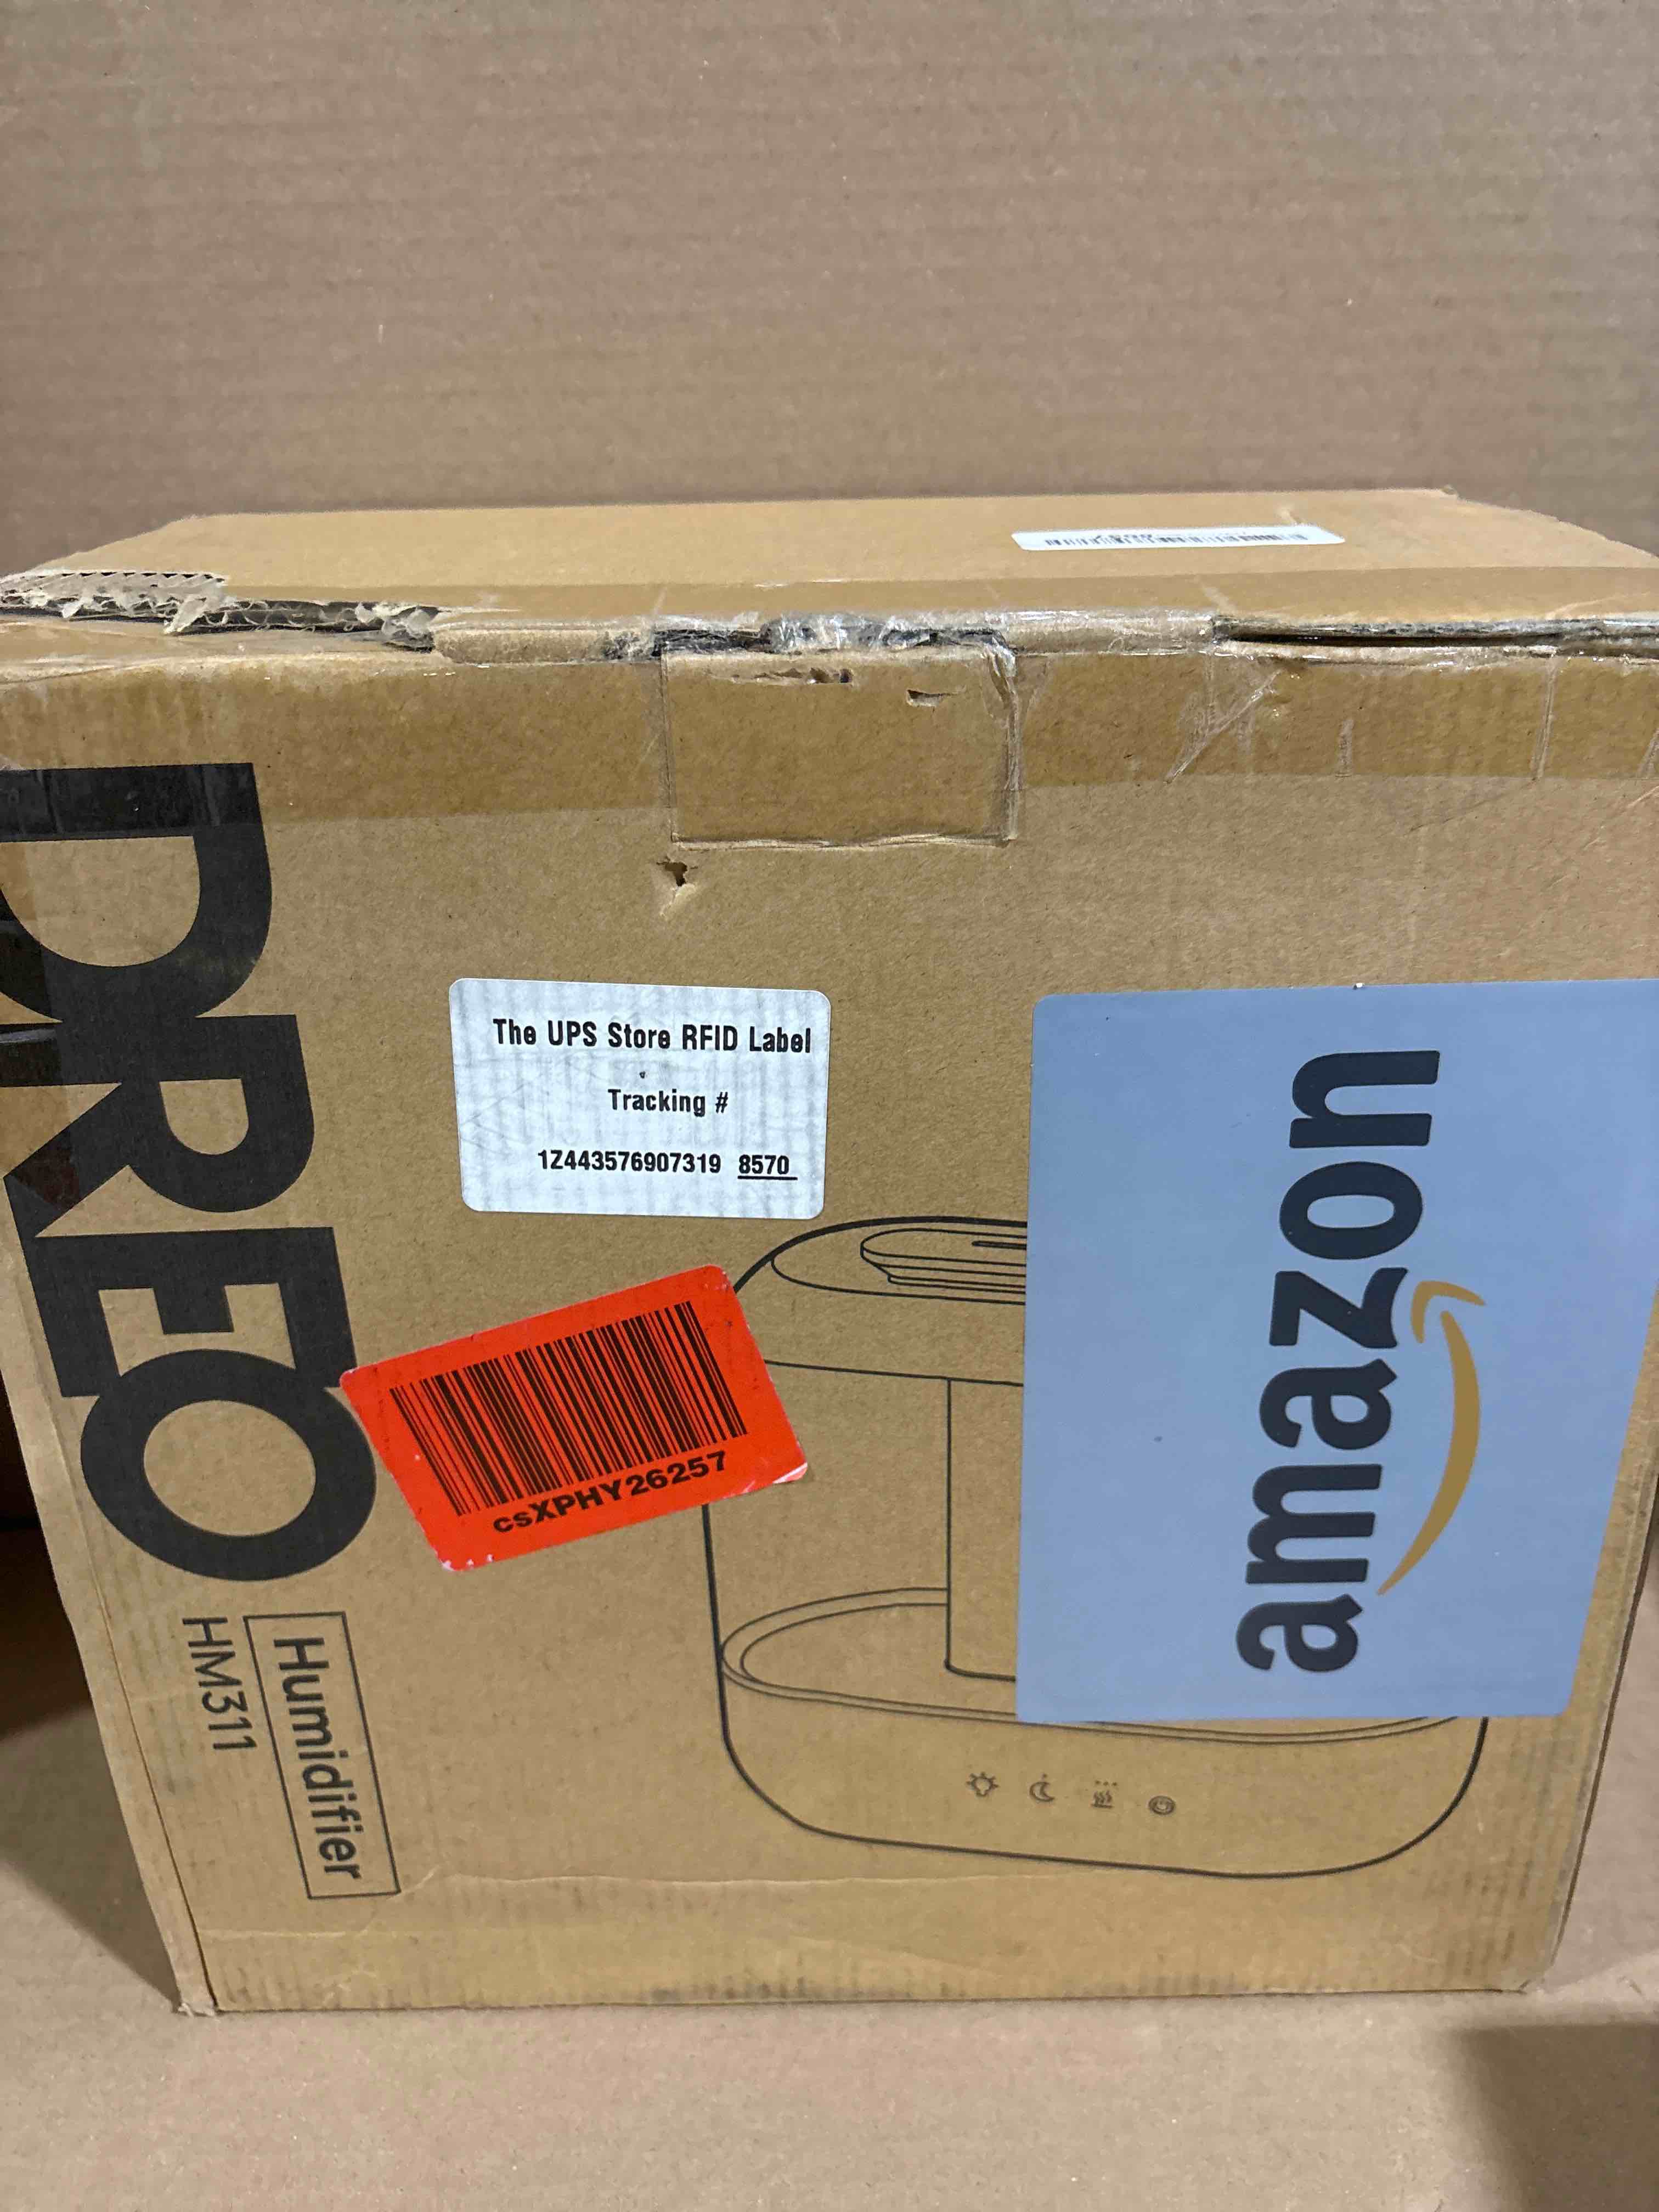 The UPS Store RFID Label
Tracking #
1Z443576907319 8570
DREO
Humidifier
HM311
csXPHY26257
amazon